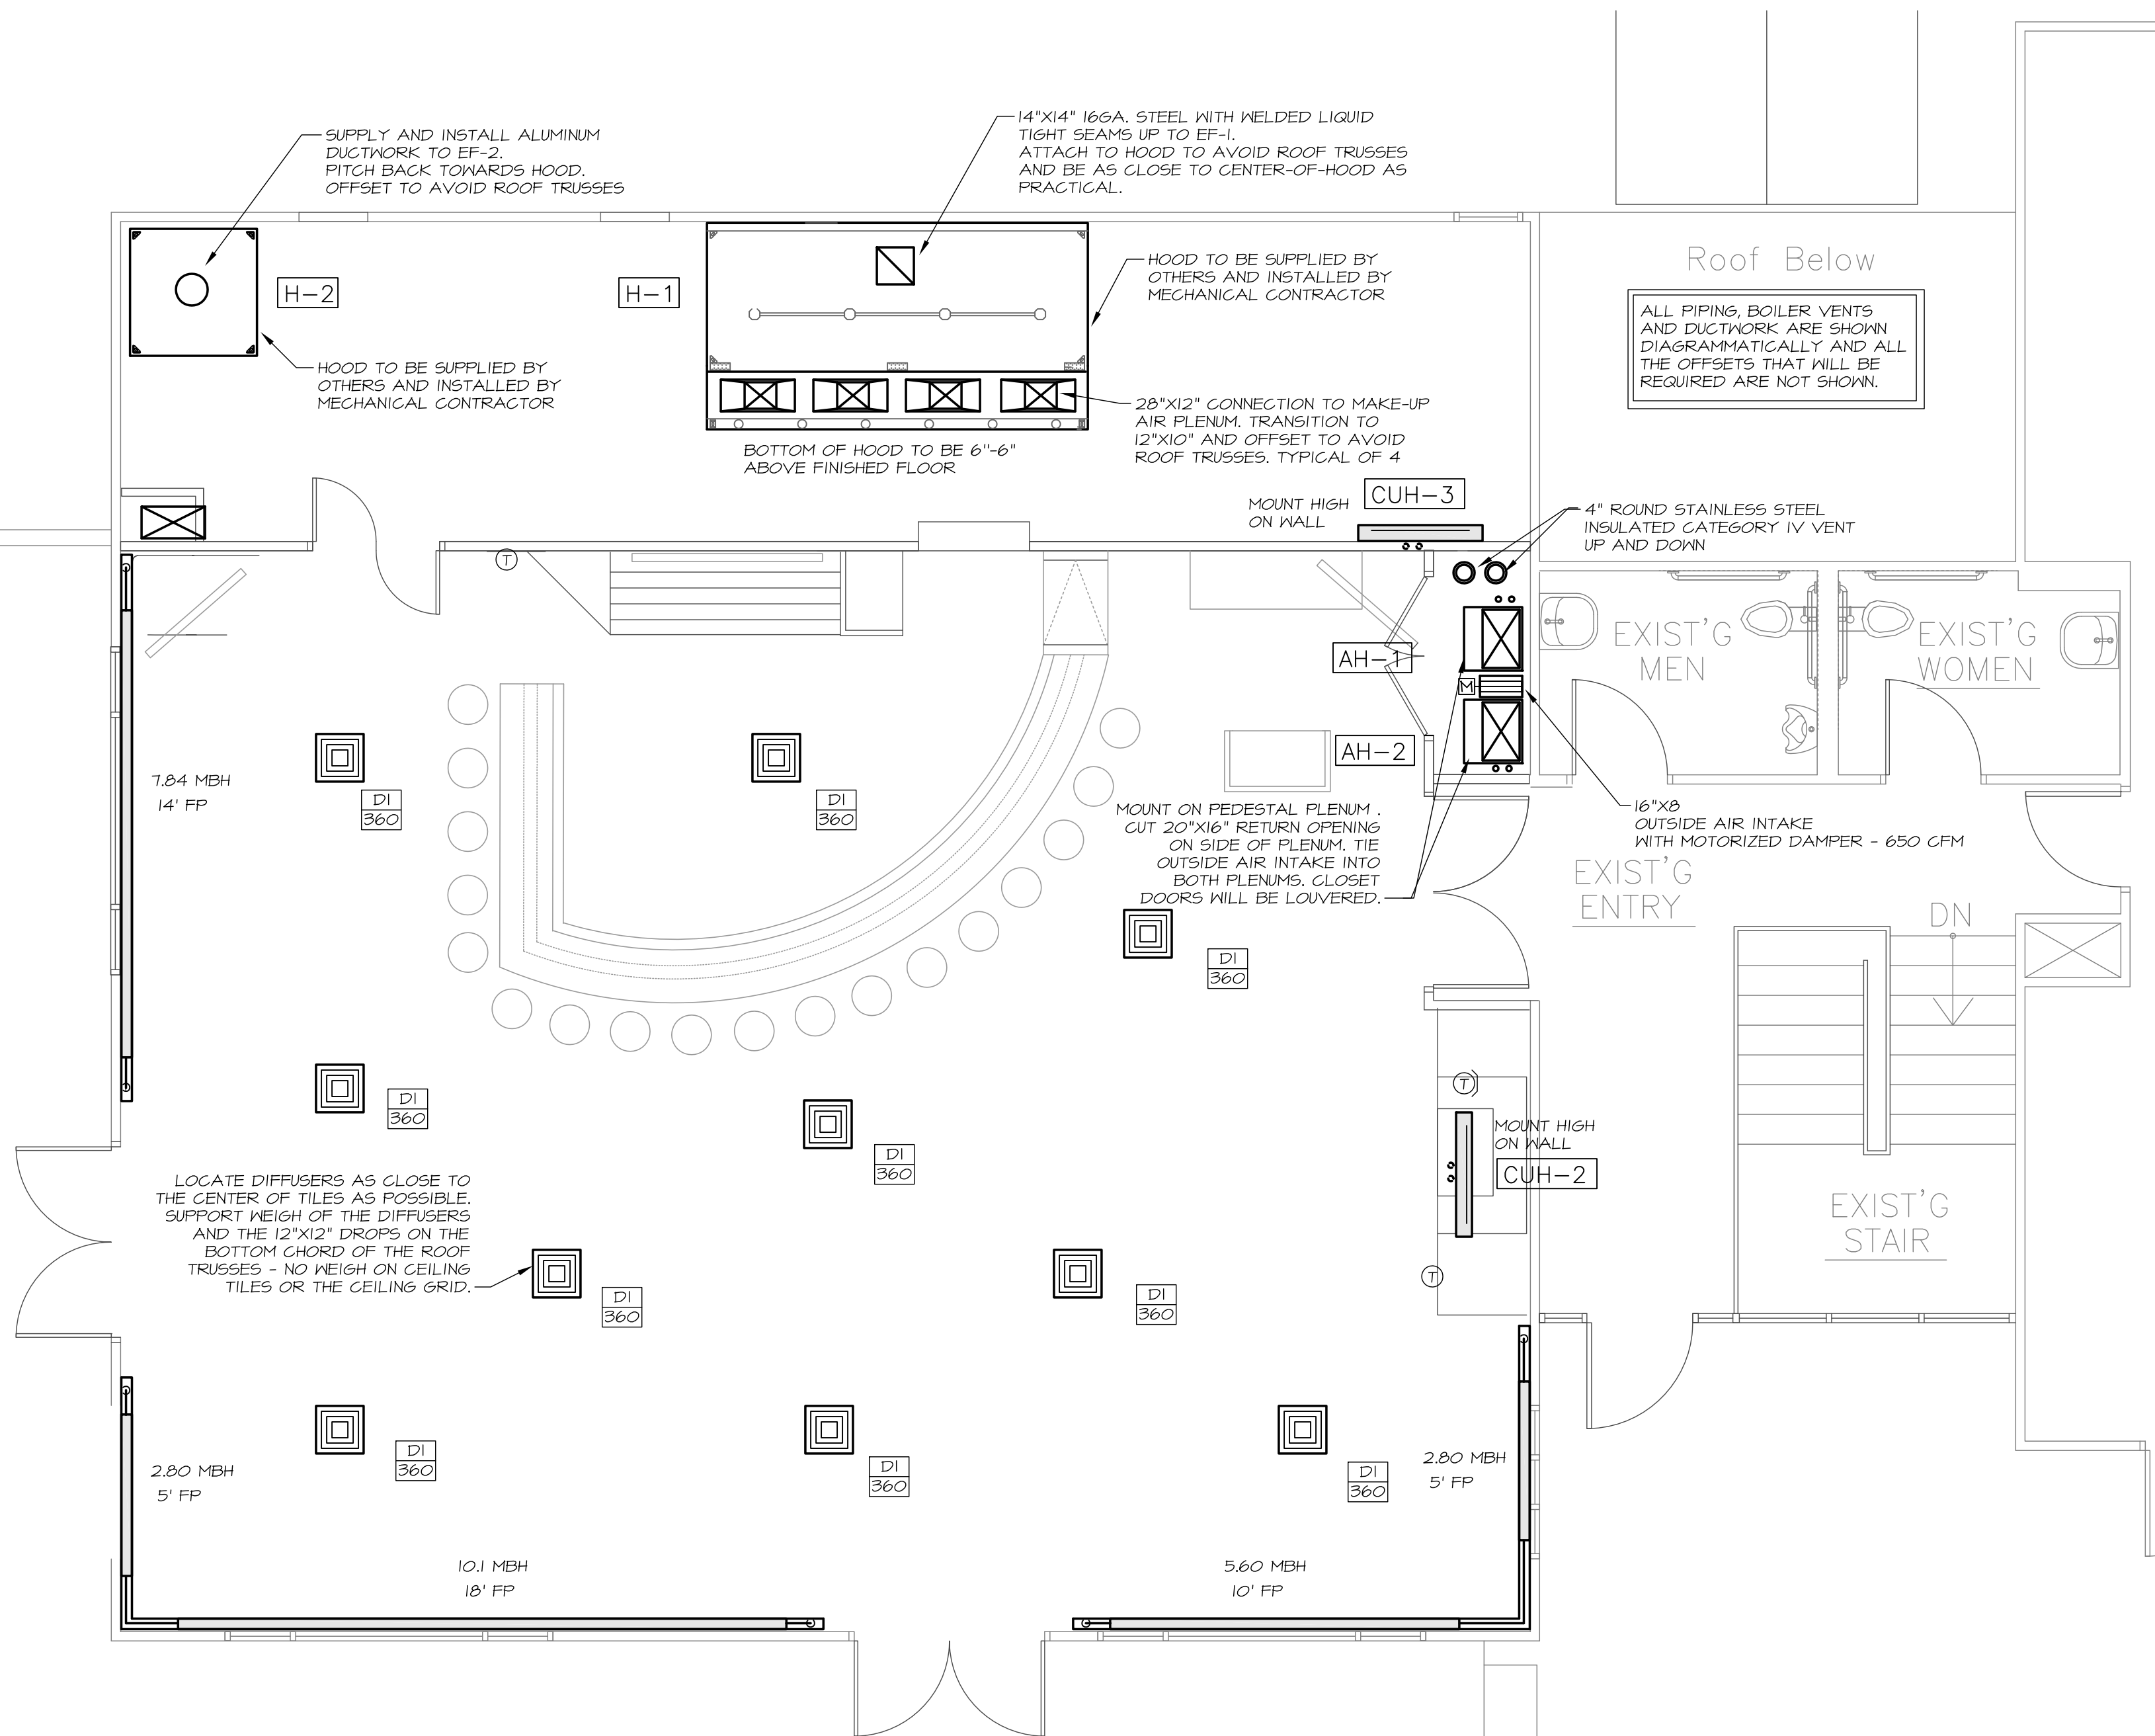 SUPPLY AND INSTALL ALUMINUM
DUCTWORK TO EF-2.
PITCH BACK TOWARDS HOOD.
OFFSET TO AVOID ROOF TRUSSES
14"X14" 16GA. STEEL WITH WELDED LIQUID
TIGHT SEAMS UP TO EF-1.
ATTACH TO HOOD TO AVOID ROOF TRUSSES
AND BE AS CLOSE TO CENTER-OF-HOOD AS
PRACTICAL.
H-2
H-1
HOOD TO BE SUPPLIED BY
OTHERS AND INSTALLED BY
MECHANICAL CONTRACTOR
Roof Below
ALL PIPING, BOILER VENTS
AND DUCTWORK ARE SHOWN
DIAGRAMMATICALLY AND ALL
THE OFFSETS THAT WILL BE
REQUIRED ARE NOT SHOWN.
HOOD TO BE SUPPLIED BY
OTHERS AND INSTALLED BY
MECHANICAL CONTRACTOR
28"X12" CONNECTION TO MAKE-UP
AIR PLENUM. TRANSITION TO
12"X10" AND OFFSET TO AVOID
ROOF TRUSSES. TYPICAL OF 4
BOTTOM OF HOOD TO BE 6''-6"
ABOVE FINISHED FLOOR
MOUNT HIGH
ON WALL
CUH-3
4" ROUND STAINLESS STEEL
INSULATED CATEGORY IV VENT
UP AND DOWN
T
EXIST'G
MEN
EXIST'G
WOMEN
AH-1
M
AH-2
7.84 MBH
14' FP
D1
360
D1
360
MOUNT ON PEDESTAL PLENUM .
CUT 20"X16" RETURN OPENING
ON SIDE OF PLENUM. TIE
OUTSIDE AIR INTAKE INTO
BOTH PLENUMS. CLOSET
DOORS WILL BE LOUVERED.
16"X8
OUTSIDE AIR INTAKE
WITH MOTORIZED DAMPER - 650 CFM
EXIST'G
ENTRY
DN
D1
360
T
D1
360
D1
360
MOUNT HIGH
ON WALL
CUH-2
LOCATE DIFFUSERS AS CLOSE TO
THE CENTER OF TILES AS POSSIBLE.
SUPPORT WEIGH OF THE DIFFUSERS
AND THE 12"X12" DROPS ON THE
BOTTOM CHORD OF THE ROOF
TRUSSES - NO WEIGH ON CEILING
TILES OR THE CEILING GRID.
EXIST'G
STAIR
T
D1
360
D1
360
2.80 MBH
5' FP
D1
360
D1
360
D1
360
2.80 MBH
5' FP
10.1 MBH
18' FP
5.60 MBH
10' FP